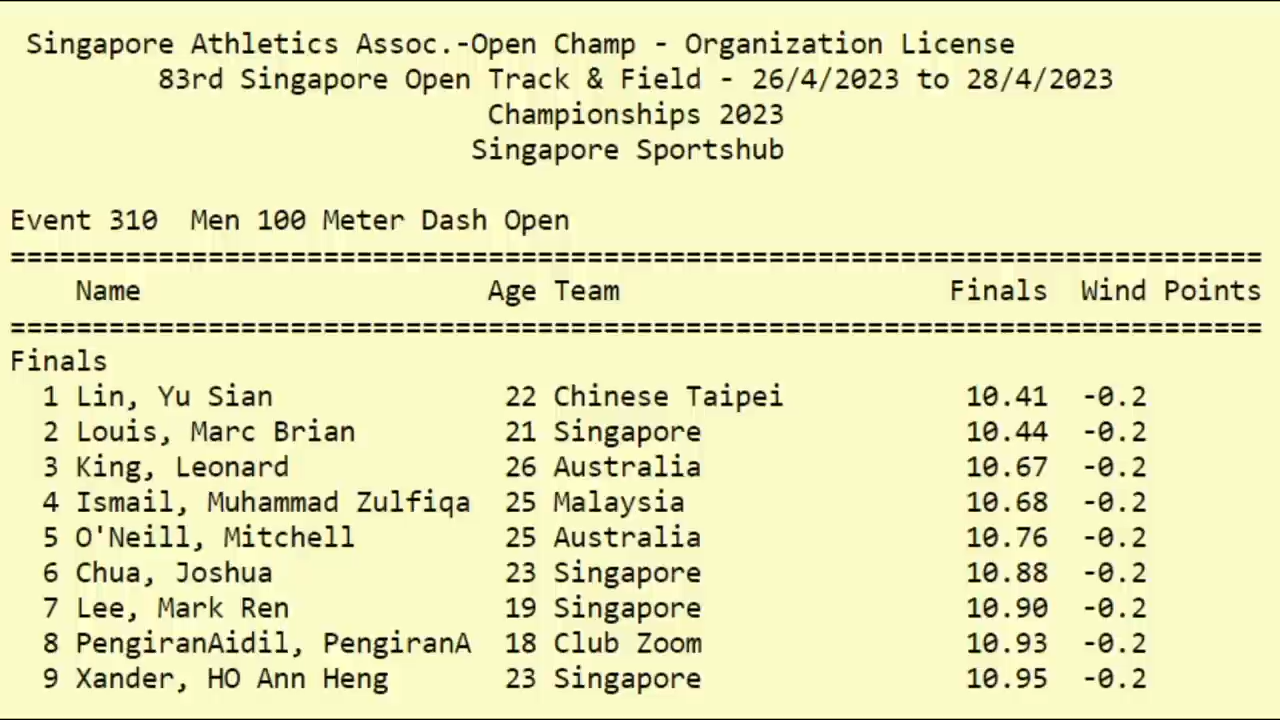 Singapore Athletics Assoc.-Open Champ - Organization License
83rd Singapore Open Track & Field - 26/4/2023 to 28/4/2023
Championships 2023
Singapore Sportshub
Event 310 Men 100 Meter Dash Open
================================================================================
Name Age Team Finals Wind Points
================================================================================
Finals
1 Lin, Yu Sian 22 Chinese Taipei 10.41 -0.2
2 Louis, Marc Brian 21 Singapore 10.44 -0.2
3 King, Leonard 26 Australia 10.67 -0.2
4 Ismail, Muhammad Zulfiqa 25 Malaysia 10.68 -0.2
5 O'Neill, Mitchell 25 Australia 10.76 -0.2
6 Chua, Joshua 23 Singapore 10.88 -0.2
7 Lee, Mark Ren 19 Singapore 10.90 -0.2
8 PengiranAidil, PengiranA 18 Club Zoom 10.93 -0.2
9 Xander, HO Ann Heng 23 Singapore 10.95 -0.2